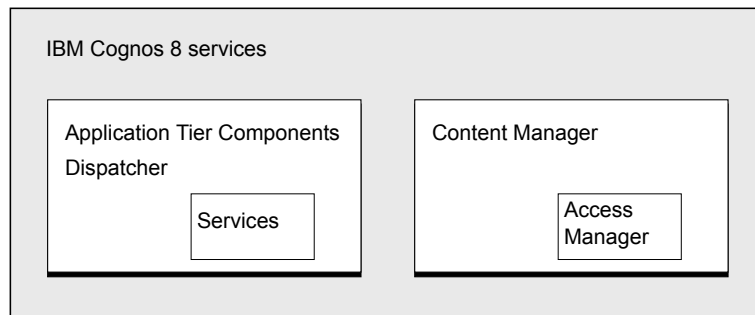 IBM Cognos 8 services
Application Tier Components
Dispatcher
Services
Content Manager
Access
Manager